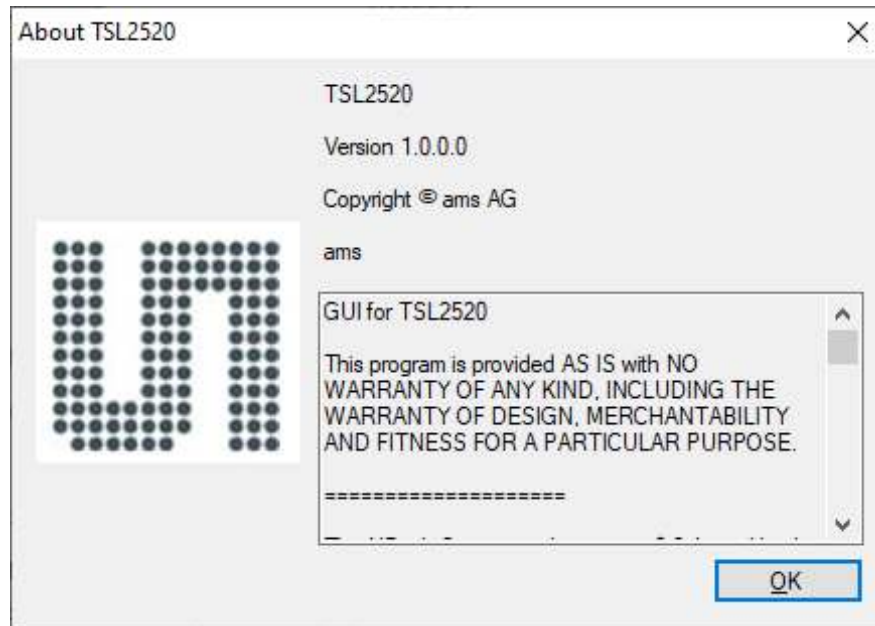 About TSL2520
TSL2520
Version 1.0.0.0
Copyright © ams AG
ams
GUI for TSL2520
This program is provided AS IS with NO
WARRANTY OF ANY KIND, INCLUDING THE
WARRANTY OF DESIGN, MERCHANTABILITY
AND FITNESS FOR A PARTICULAR PURPOSE.
====================
OK